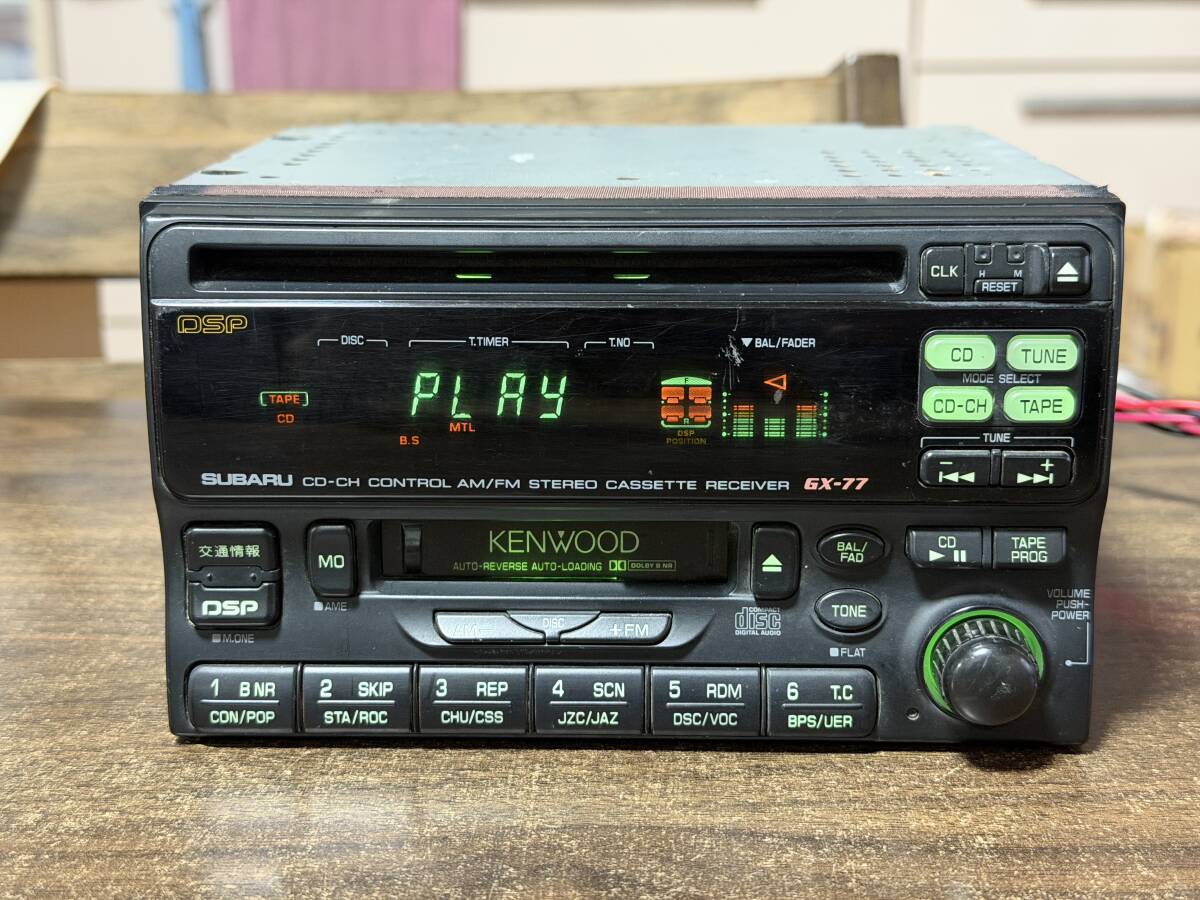 CLK
H M
RESET
DSP
DISC
T.TIMER
T.NO
▼BAL/FADER
CD
TUNE
MODE SELECT
CD-CH
TAPE
TAPE
CD
PLAY
B.S
MTL
F
R
DSP
POSITION
TUNE
− +
SUBARU CD-CH CONTROL AM/FM STEREO CASSETTE RECEIVER GX-77
交通情報
DSP
M.ONE
MO
AME
KENWOOD
AUTO-REVERSE AUTO-LOADING DOLBY B NR
BAL/
FAD
CD
TAPE
PROG
TONE
FLAT
VOLUME
PUSH-
POWER
DISC
+FM
COMPACT
disc
DIGITAL AUDIO
1 B NR
CON/POP
2 SKIP
STA/ROC
3 REP
CHU/CSS
4 SCN
JZC/JAZ
5 RDM
DSC/VOC
6 T.C
BPS/UER